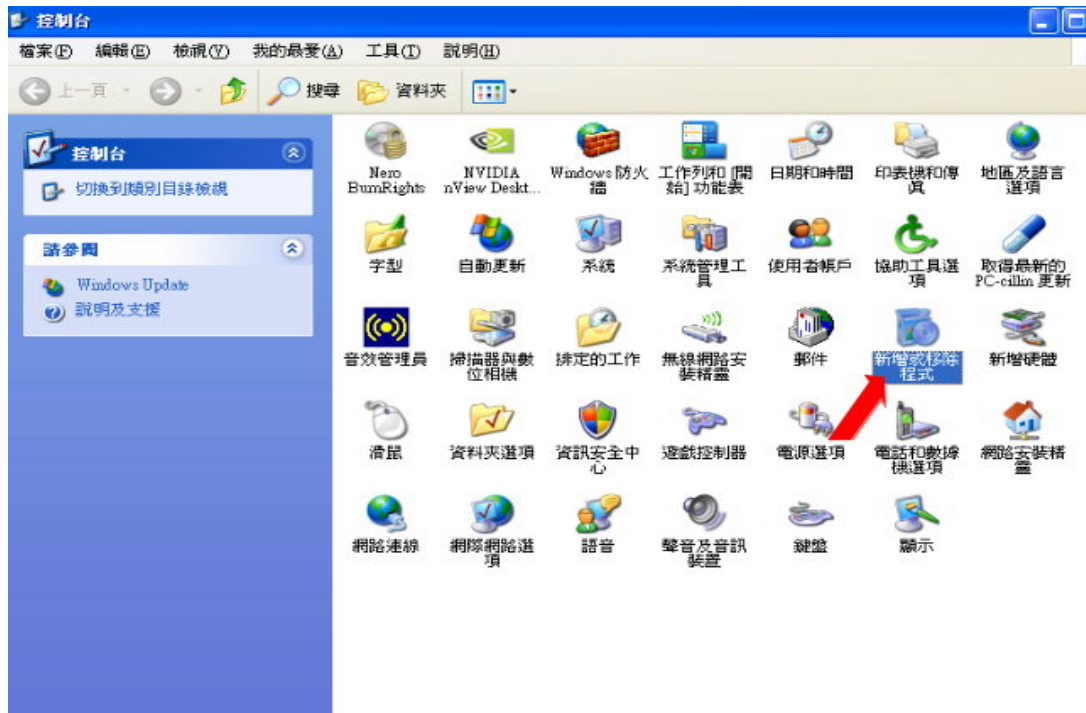 控制台
檔案(F) 編輯(E) 檢視(V) 我的最愛(A) 工具(T) 說明(H)
上一頁 搜尋 資料夾
控制台
切換到類別目錄檢視
請參閱
Windows Update
說明及支援
Nero
BurnRights
NVIDIA
nView Deskt...
Windows 防火
牆
工作列和 [開
始] 功能表
日期和時間
印表機和傳
真
地區及語言
選項
字型
自動更新
系統
系統管理工
具
使用者帳戶
協助工具選
項
取得最新的
PC-cillin 更新
音效管理員
掃描器與數
位相機
排定的工作
無線網路安
裝精靈
郵件
新增或移除
程式
新增硬體
滑鼠
資料夾選項
資訊安全中
心
遊戲控制器
電源選項
電話和數據
機選項
網路安裝精
靈
網路連線
網際網路選
項
語音
聲音及音訊
裝置
鍵盤
顯示